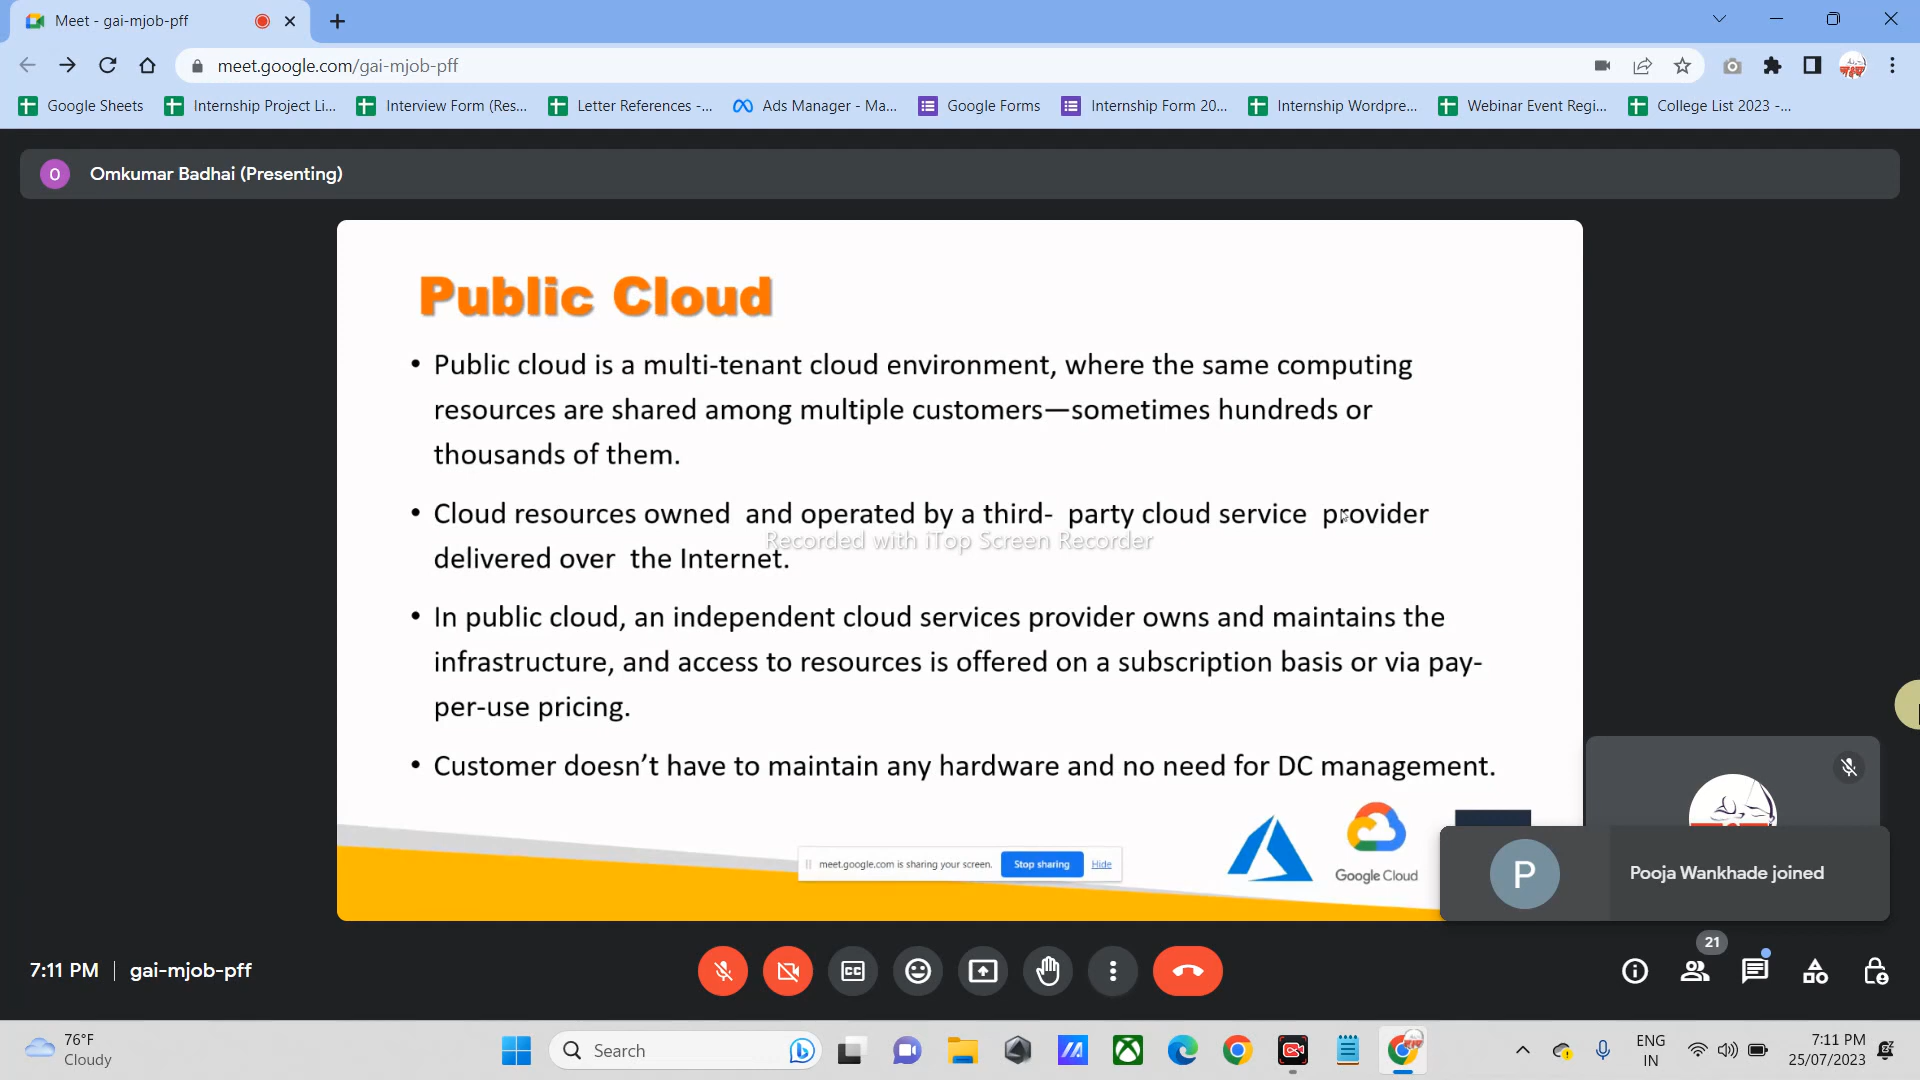 Meet - gai-mjob-pff
meet.google.com/gai-mjob-pff
Google Sheets
Internship Project Li...
Interview Form (Res...
Letter References -...
Ads Manager - Ma...
Google Forms
Internship Form 20...
Internship Wordpre...
Webinar Event Regi...
College List 2023 -...
O
Omkumar Badhai (Presenting)
Public Cloud
• Public cloud is a multi-tenant cloud environment, where the same computing
resources are shared among multiple customers—sometimes hundreds or
thousands of them.
• Cloud resources owned and operated by a third- party cloud service provider
Recorded with iTop Screen Recorder
delivered over the Internet.
• In public cloud, an independent cloud services provider owns and maintains the
infrastructure, and access to resources is offered on a subscription basis or via pay-
per-use pricing.
• Customer doesn’t have to maintain any hardware and no need for DC management.
meet.google.com is sharing your screen.
Stop sharing
Hide
Google Cloud
P
Pooja Wankhade joined
7:11 PM
gai-mjob-pff
CC
21
76°F
Cloudy
Search
ENG
IN
7:11 PM
25/07/2023